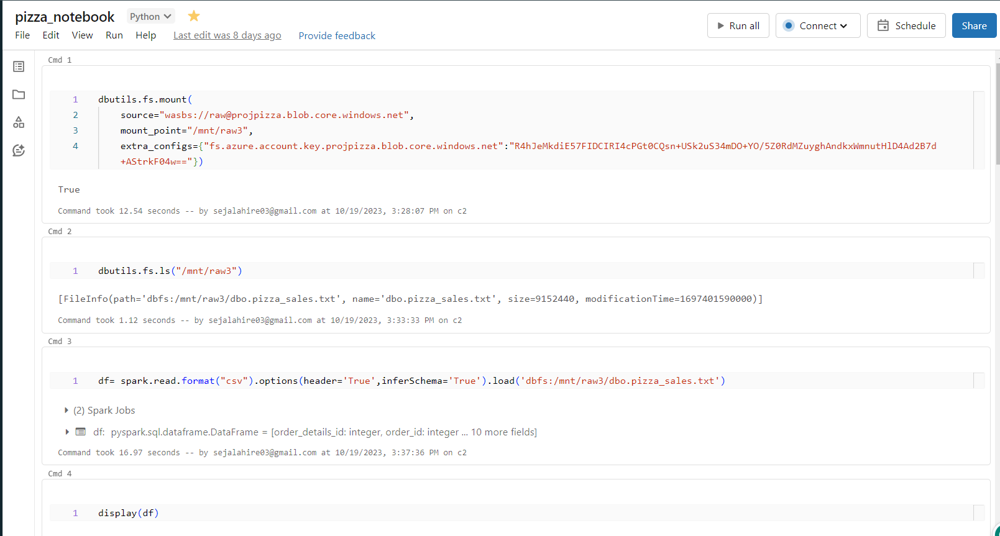 pizza_notebook Python
File Edit View Run Help Last edit was 8 days ago Provide feedback
Run all Connect Schedule Share
Cmd 1
1 dbutils.fs.mount(
2 source="wasbs://raw@projpizza.blob.core.windows.net",
3 mount_point="/mnt/raw3",
4 extra_configs={"fs.azure.account.key.projpizza.blob.core.windows.net":"R4hJeMkdiE57FIDCIRI4cPGt0CQsn+USk2uS34mDO+YO/5Z0RdMZuyghAndkxWmnutHlD4Ad2B7d
+AStrkF04w=="})
True
Command took 12.54 seconds -- by sejalahire03@gmail.com at 10/19/2023, 3:28:07 PM on c2
Cmd 2
1 dbutils.fs.ls("/mnt/raw3")
[FileInfo(path='dbfs:/mnt/raw3/dbo.pizza_sales.txt', name='dbo.pizza_sales.txt', size=9152440, modificationTime=1697401590000)]
Command took 1.12 seconds -- by sejalahire03@gmail.com at 10/19/2023, 3:33:33 PM on c2
Cmd 3
1 df= spark.read.format("csv").options(header='True',inferSchema='True').load('dbfs:/mnt/raw3/dbo.pizza_sales.txt')
(2) Spark Jobs
df: pyspark.sql.dataframe.DataFrame = [order_details_id: integer, order_id: integer ... 10 more fields]
Command took 16.97 seconds -- by sejalahire03@gmail.com at 10/19/2023, 3:37:36 PM on c2
Cmd 4
1 display(df)